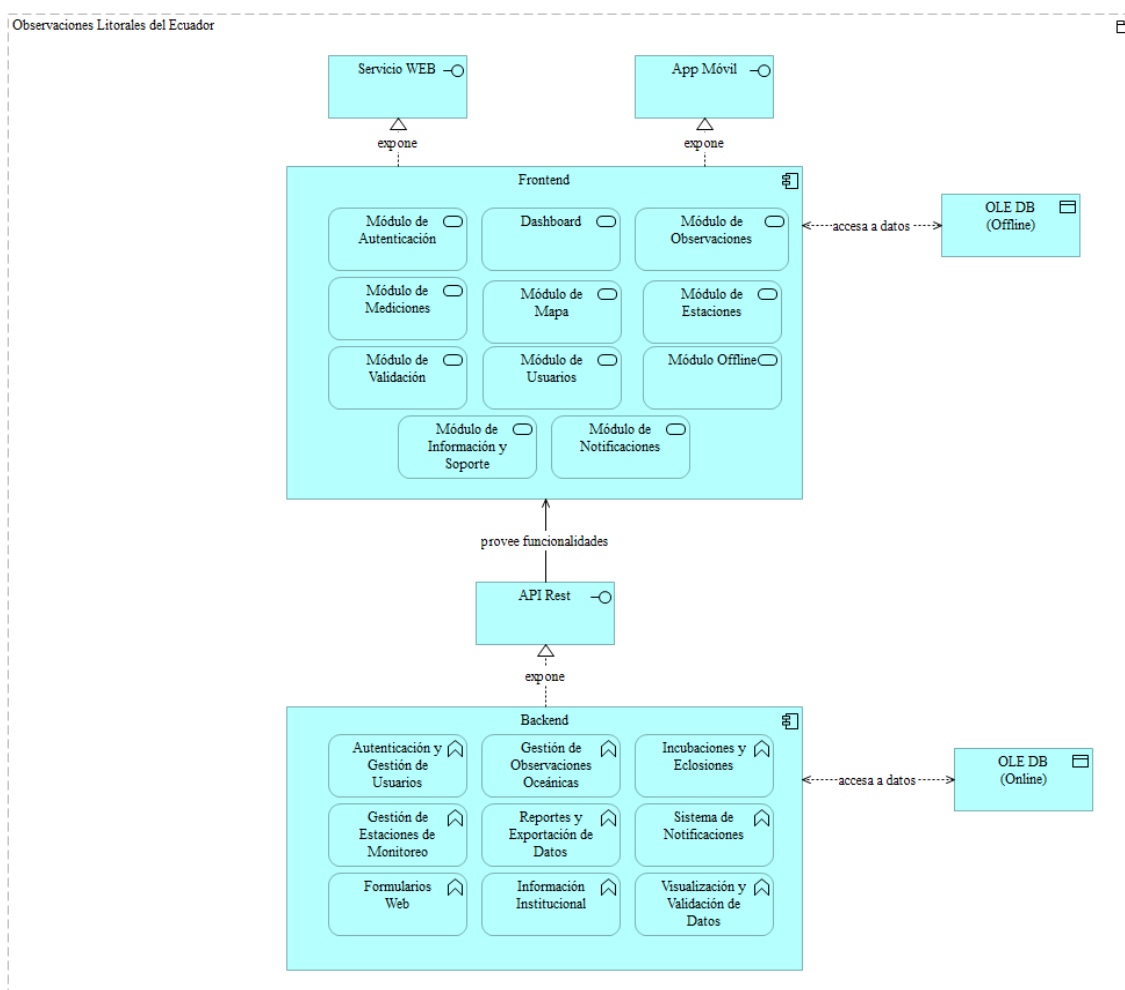 Observaciones Litorales del Ecuador
Servicio WEB
App Móvil
expone
expone
Frontend
Módulo de
Autenticación
Dashboard
Módulo de
Observaciones
OLE DB
(Offline)
accesa a datos
Módulo de
Mediciones
Módulo de
Mapa
Módulo de
Estaciones
Módulo de
Validación
Módulo de
Usuarios
Módulo Offline
Módulo de
Información y
Soporte
Módulo de
Notificaciones
provee funcionalidades
API Rest
expone
Backend
Autenticación y
Gestión de
Usuarios
Gestión de
Observaciones
Oceánicas
Incubaciones y
Eclosiones
OLE DB
(Online)
accesa a datos
Gestión de
Estaciones de
Monitoreo
Reportes y
Exportación de
Datos
Sistema de
Notificaciones
Formularios
Web
Información
Institucional
Visualización y
Validación de
Datos